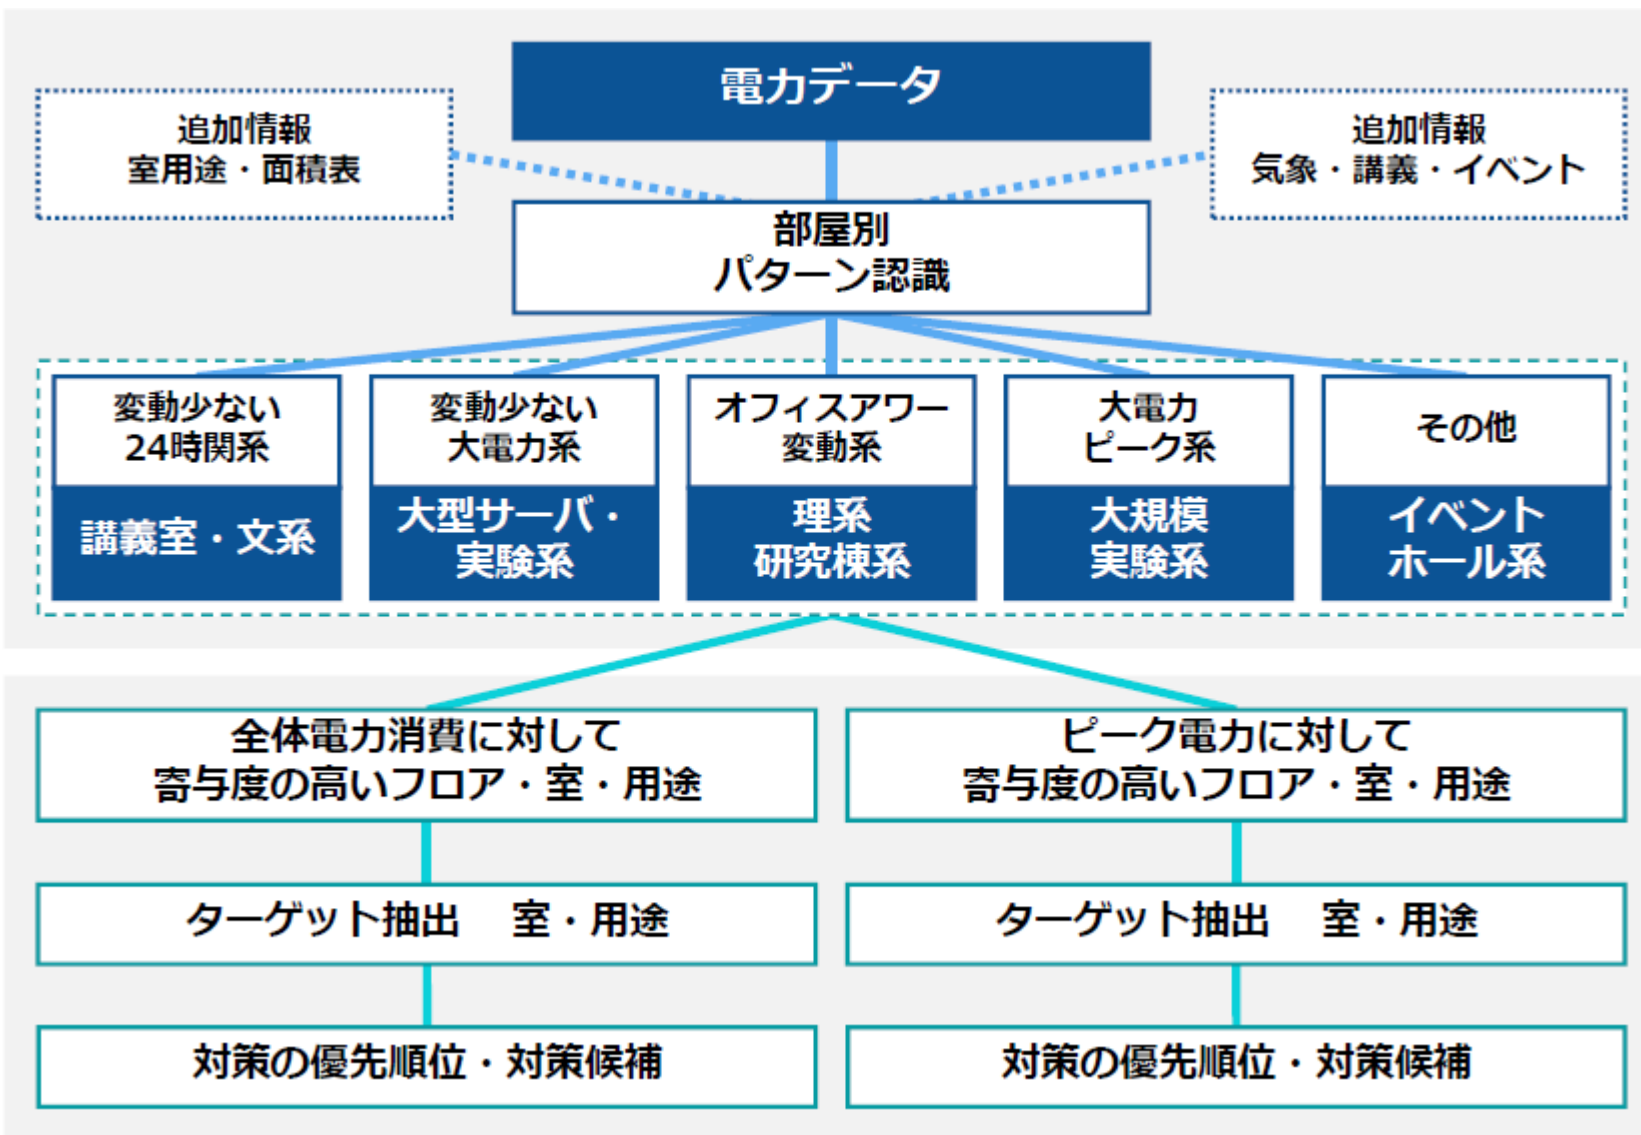 電力データ
追加情報
室用途・面積表
追加情報
気象・講義・イベント
部屋別
パターン認識
変動少ない
24時関系
講義室・文系
変動少ない
大電力系
大型サーバ・
実験系
オフィスアワー
変動系
理系
研究棟系
大電力
ピーク系
大規模
実験系
その他
イベント
ホール系
全体電力消費に対して
寄与度の高いフロア・室・用途
ターゲット抽出　室・用途
対策の優先順位・対策候補
ピーク電力に対して
寄与度の高いフロア・室・用途
ターゲット抽出　室・用途
対策の優先順位・対策候補